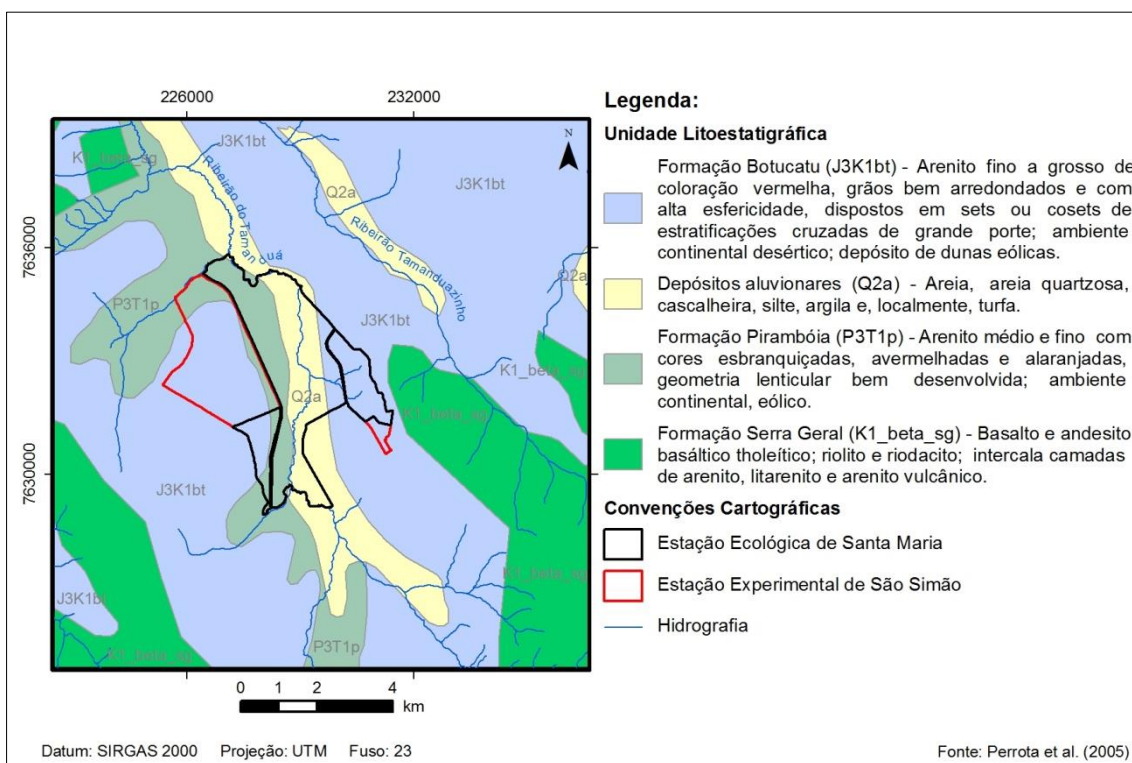 226000
232000
7636000
7630000
N
K1_beta_sg
J3K1bt
J3K1bt
Q2a
Ribeirão do Tamanduá
Ribeirão Tamanduazinho
Q2a
P3T1p
J3K1bt
Q2a
K1_beta_sg
K1_beta_sg
J3K1bt
J3K1bt
K1_beta_sg
P3T1p
K1_beta_sg
0 1 2 4
km
Legenda:
Unidade Litoestatigráfica
Formação Botucatu (J3K1bt) - Arenito fino a grosso de
coloração vermelha, grãos bem arredondados e com
alta esfericidade, dispostos em sets ou cosets de
estratificações cruzadas de grande porte; ambiente
continental desértico; depósito de dunas eólicas.
Depósitos aluvionares (Q2a) - Areia, areia quartzosa,
cascalheira, silte, argila e, localmente, turfa.
Formação Pirambóia (P3T1p) - Arenito médio e fino com
cores esbranquiçadas, avermelhadas e alaranjadas,
geometria lenticular bem desenvolvida; ambiente
continental, eólico.
Formação Serra Geral (K1_beta_sg) - Basalto e andesito
basáltico tholeítico; riolito e riodacito; intercala camadas
de arenito, litarenito e arenito vulcânico.
Convenções Cartográficas
Estação Ecológica de Santa Maria
Estação Experimental de São Simão
Hidrografia
Datum: SIRGAS 2000 Projeção: UTM Fuso: 23
Fonte: Perrota et al. (2005)